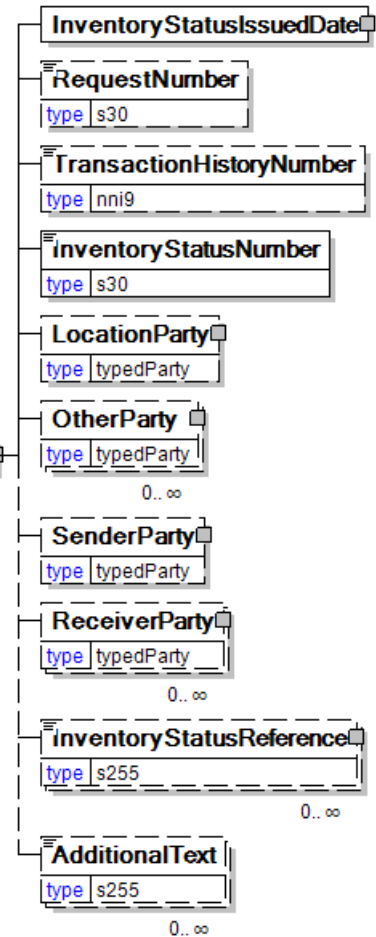 InventoryStatusIssuedDate
RequestNumber
type s30
TransactionHistoryNumber
type nni9
InventoryStatusNumber
type s30
LocationParty
type typedParty
OtherParty
type typedParty
0.. ∞
SenderParty
type typedParty
ReceiverParty
type typedParty
0.. ∞
InventoryStatusReference
type s255
0.. ∞
AdditionalText
type s255
0.. ∞